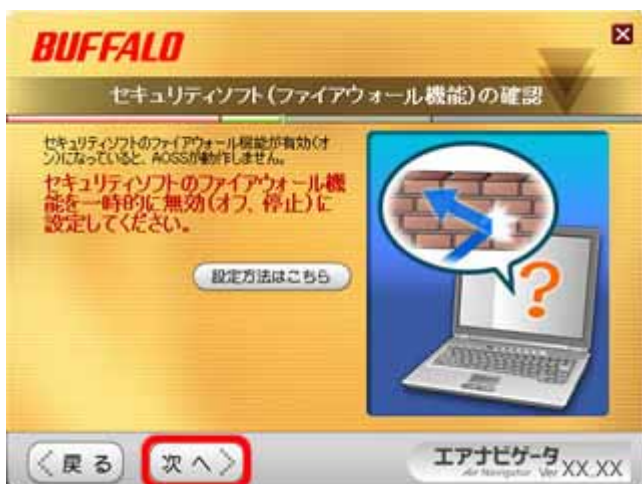 BUFFALO
セキュリティソフト(ファイアウォール機能)の確認
セキュリティソフトのファイアウォール機能が有効(オ
ン)になっていると、AOSSが動作しません。
セキュリティソフトのファイアウォール機
能を一時的に無効(オフ、停止)に
設定してください。
設定方法はこちら
?
戻る
次へ
エアナビゲータ
Air Navigator Ver XX.XX